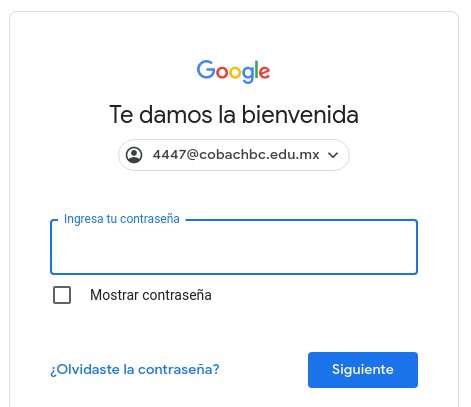 Google
Te damos la bienvenida
4447@cobachbc.edu.mx
Ingresa tu contraseña
Mostrar contraseña
¿Olvidaste la contraseña?
Siguiente